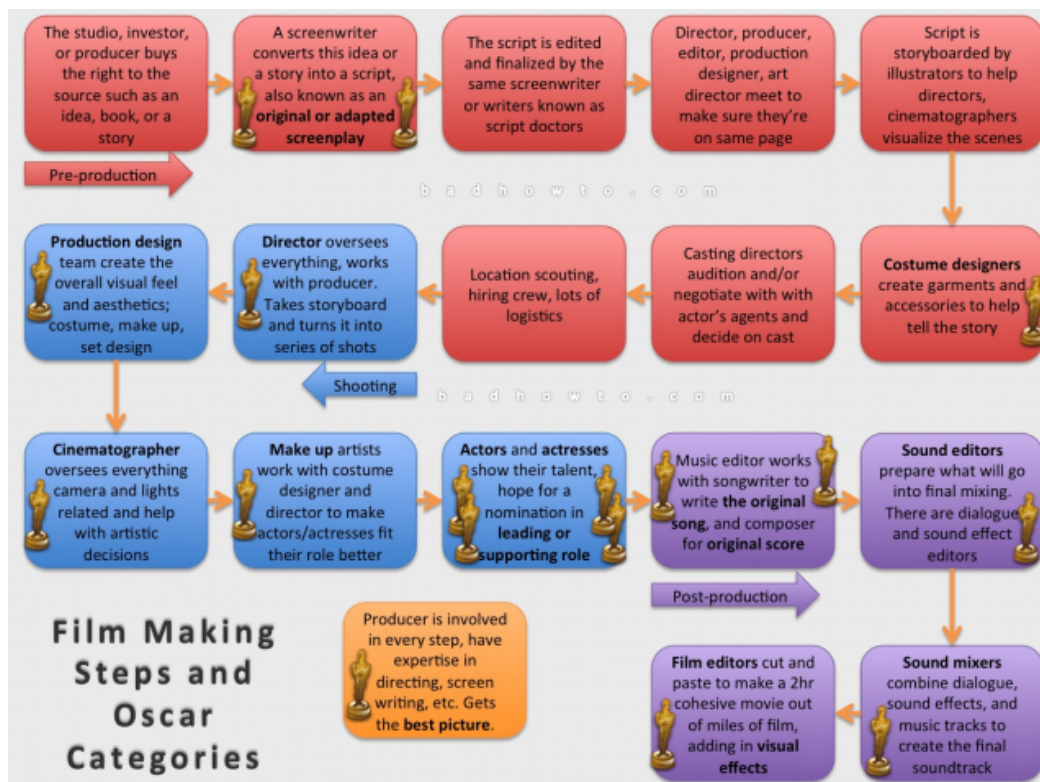 The studio, investor,
or producer buys
the right to the
source such as an
idea, book, or a
story
A screenwriter
converts this idea or
a story into a script,
also known as an
original or adapted
screenplay
The script is edited
and finalized by the
same screenwriter
or writers known as
script doctors
Director, producer,
editor, production
designer, art
director meet to
make sure they're
on same page
Script is
storyboarded by
illustrators to help
directors,
cinematographers
visualize the scenes
Pre-production
badhowto.com
Production design
team create the
overall visual feel
and aesthetics;
costume, make up,
set design
Director oversees
everything, works
with producer.
Takes storyboard
and turns it into
series of shots
Location scouting,
hiring crew, lots of
logistics
Casting directors
audition and/or
negotiate with with
actor's agents and
decide on cast
Costume designers
create garments and
accessories to help
tell the story
Shooting
badhowto.com
Cinematographer
oversees everything
camera and lights
related and help
with artistic
decisions
Make up artists
work with costume
designer and
director to make
actors/actresses fit
their role better
Actors and actresses
show their talent,
hope for a
nomination in
leading or
supporting role
Music editor works
with songwriter to
write the original
song, and composer
for original score
Sound editors
prepare what will go
into final mixing.
There are dialogue
and sound effect
editors
Post-production
Film Making
Steps and
Oscar
Categories
Producer is involved
in every step, have
expertise in
directing, screen
writing, etc. Gets
the best picture.
Film editors cut and
paste to make a 2hr
cohesive movie out
of miles of film,
adding in visual
effects
Sound mixers
combine dialogue,
sound effects, and
music tracks to
create the final
soundtrack